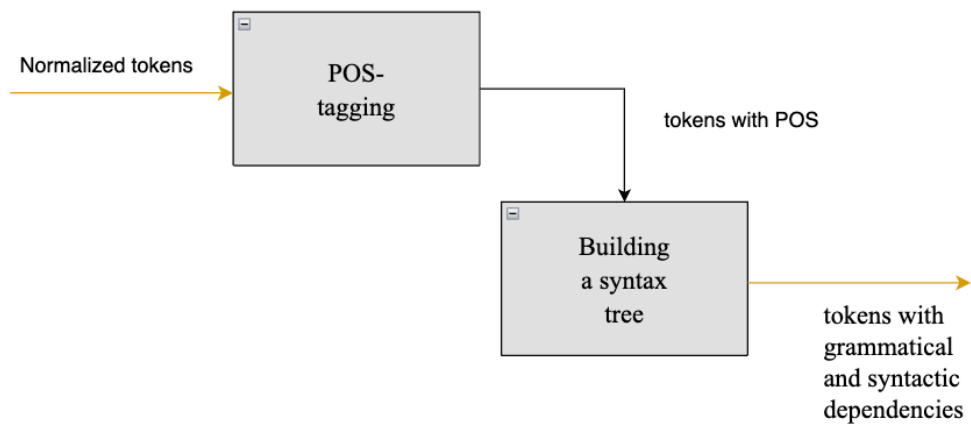 Normalized tokens
POS-
tagging
tokens with POS
Building
a syntax
tree
tokens with
grammatical
and syntactic
dependencies